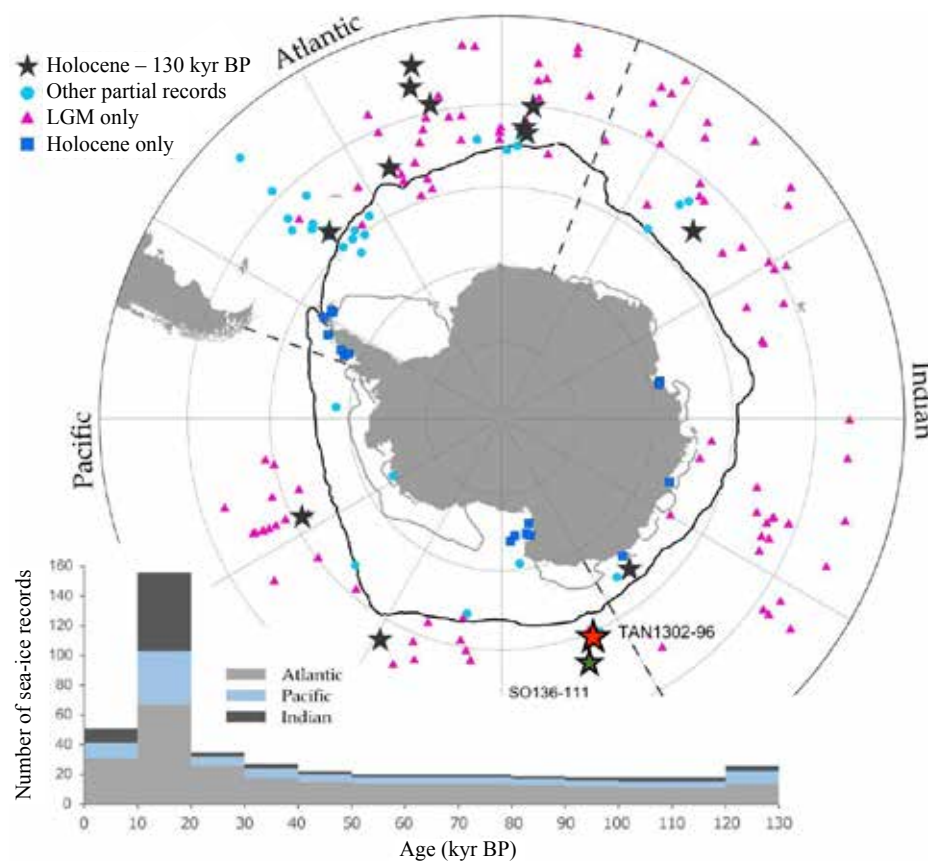 Atlantic
Holocene – 130 kyr BP
Other partial records
LGM only
Holocene only
Indian
Pacific
TAN1302-96
SO136-111
Number of sea-ice records
160
140
120
100
80
60
40
20
0
Atlantic
Pacific
Indian
0 10 20 30 40 50 60 70 80 90 100 110 120 130
Age (kyr BP)